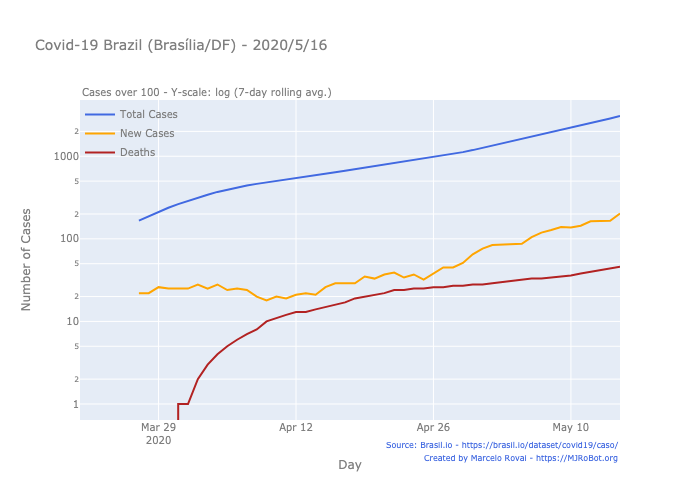 Covid-19 Brazil (Brasília/DF) - 2020/5/16
Cases over 100 - Y-scale: log (7-day rolling avg.)
Total Cases
New Cases
Deaths
2
1000
5
2
100
5
2
10
5
2
1
Number of Cases
Mar 29
2020
Apr 12
Apr 26
May 10
Day
Source: Brasil.io - https://brasil.io/dataset/covid19/caso/
Created by Marcelo Rovai - https://MJRoBot.org